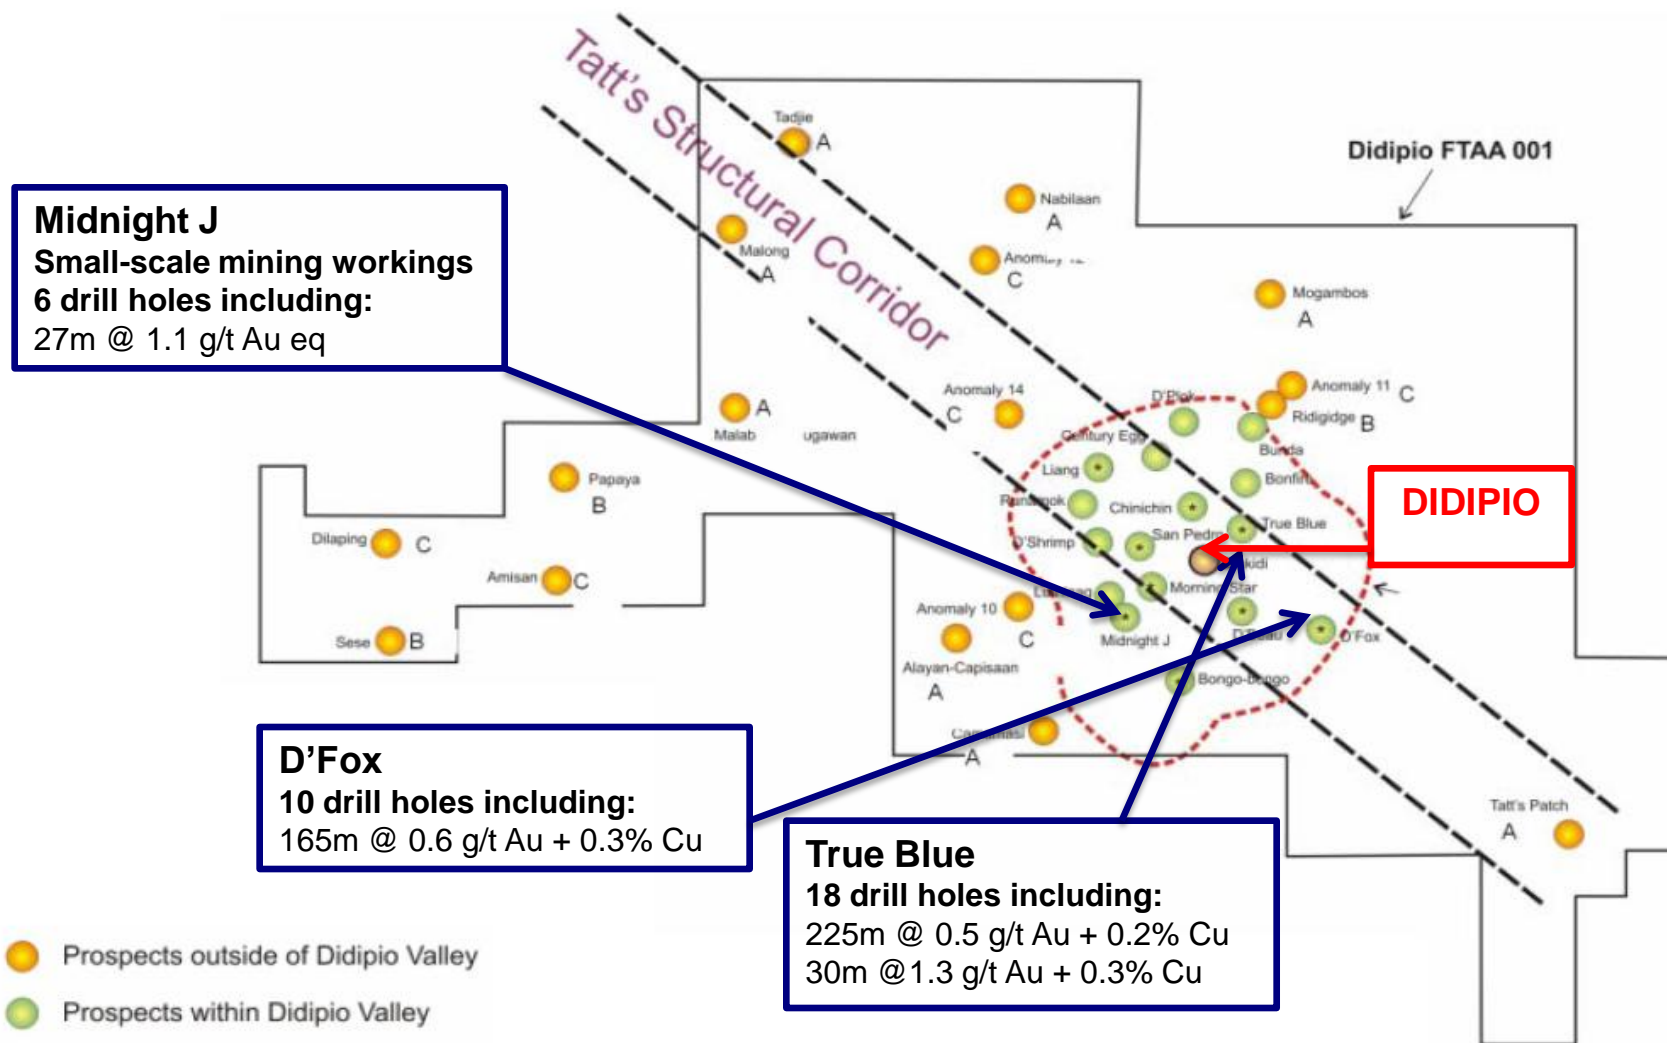 Tatt's Structural Corridor
Didipio FTAA 001
Tadjie
A
Nabilaan
A
Malong
A
C
Mogambos
A
Midnight J
Small-scale mining workings
6 drill holes including:
27m @ 1.1 g/t Au eq
Anomaly 14
C
Anomaly 11 C
Ridigidge B
A
Malab ugawan
D'Plok
Century Egg
Bunda
Liang
Bonfire
Papaya
B
Chinichin
True Blue
San Pedro
D'Shrimp
DIDIPIO
kidi
Dilaping C
Amisan C
Morning Star
Anomaly 10
C
Sese B
Midnight J
D'Fox
Alayan-Capisaan
A
Bongo-bongo
A
D'Fox
10 drill holes including:
165m @ 0.6 g/t Au + 0.3% Cu
True Blue
18 drill holes including:
225m @ 0.5 g/t Au + 0.2% Cu
30m @1.3 g/t Au + 0.3% Cu
Tatt's Patch
A
Prospects outside of Didipio Valley
Prospects within Didipio Valley